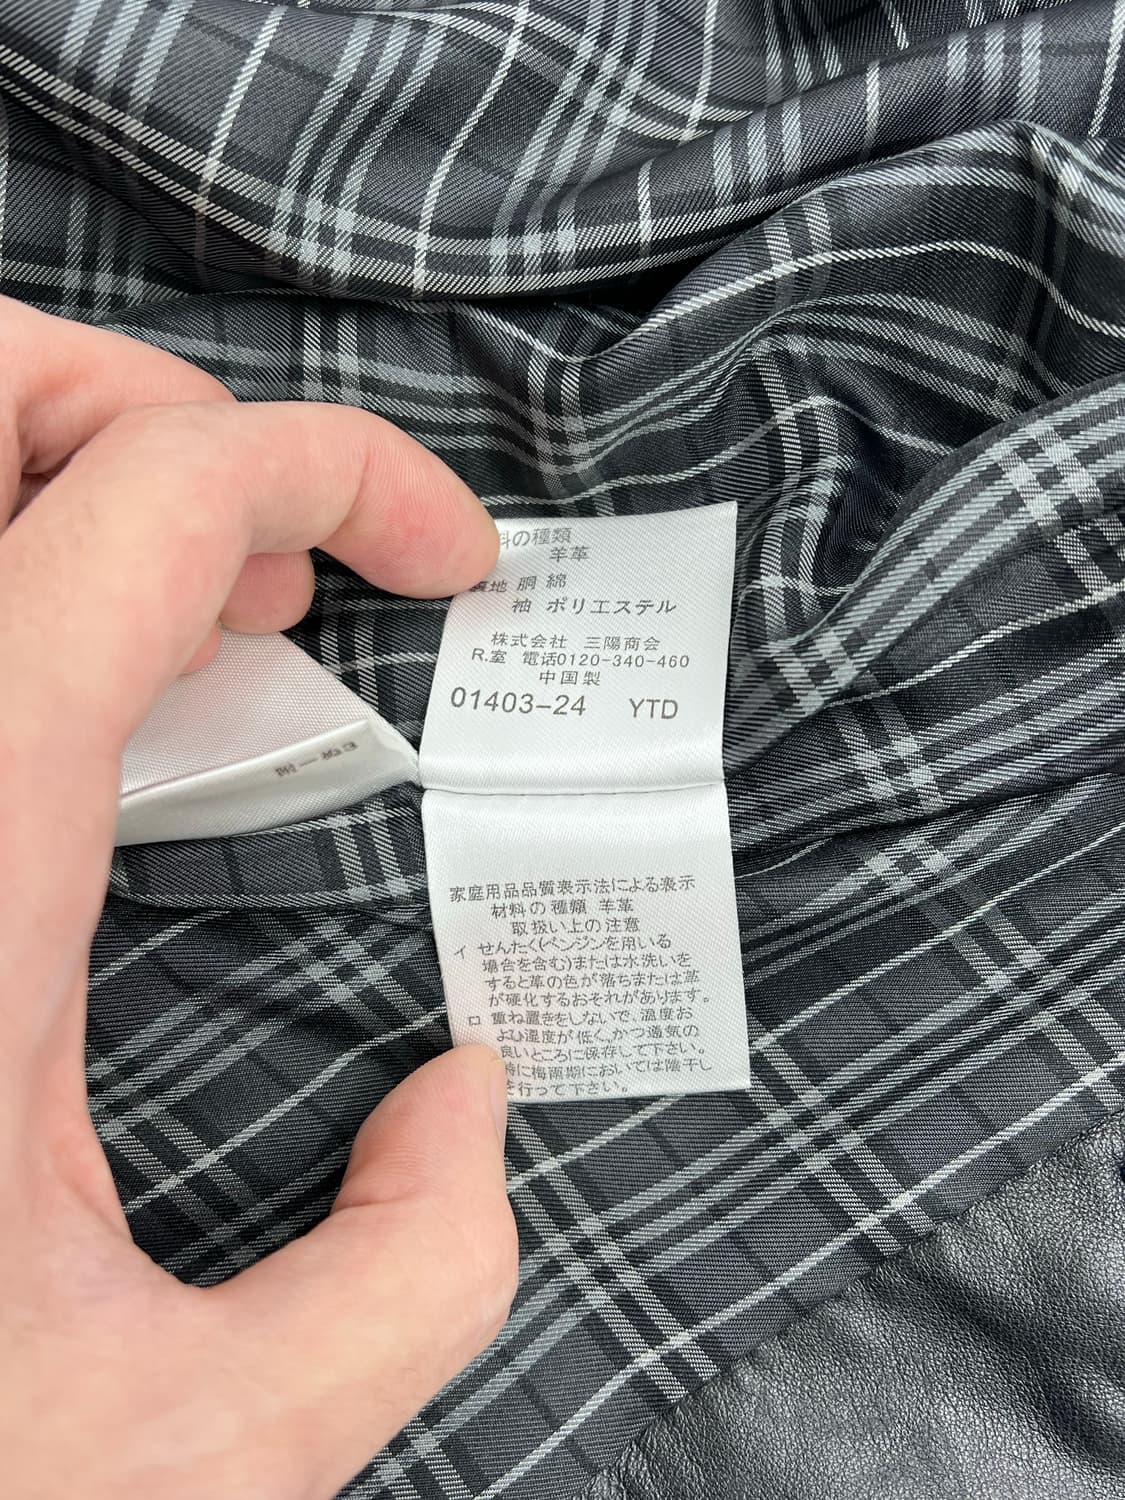 料の種類
羊革
裏地 胴 綿
袖 ポリエステル
株式会社 三陽商会
R.室 電话0120-340-460
中国製
01403-24 YTD
家庭用品品質表示法による表示
材料の種類 羊革
取扱い上の注意
イ せんたく(ベンジンを用いる
場合を含む)または水洗いを
すると革の色が落ちまたは革
が硬化するおそれがあります。
ロ 重ね置きをしないで、温度お
よび湿度が低く、かつ通気の
良いところに保存して下さい。
特に梅雨期においては陰干し
を行って下さい。